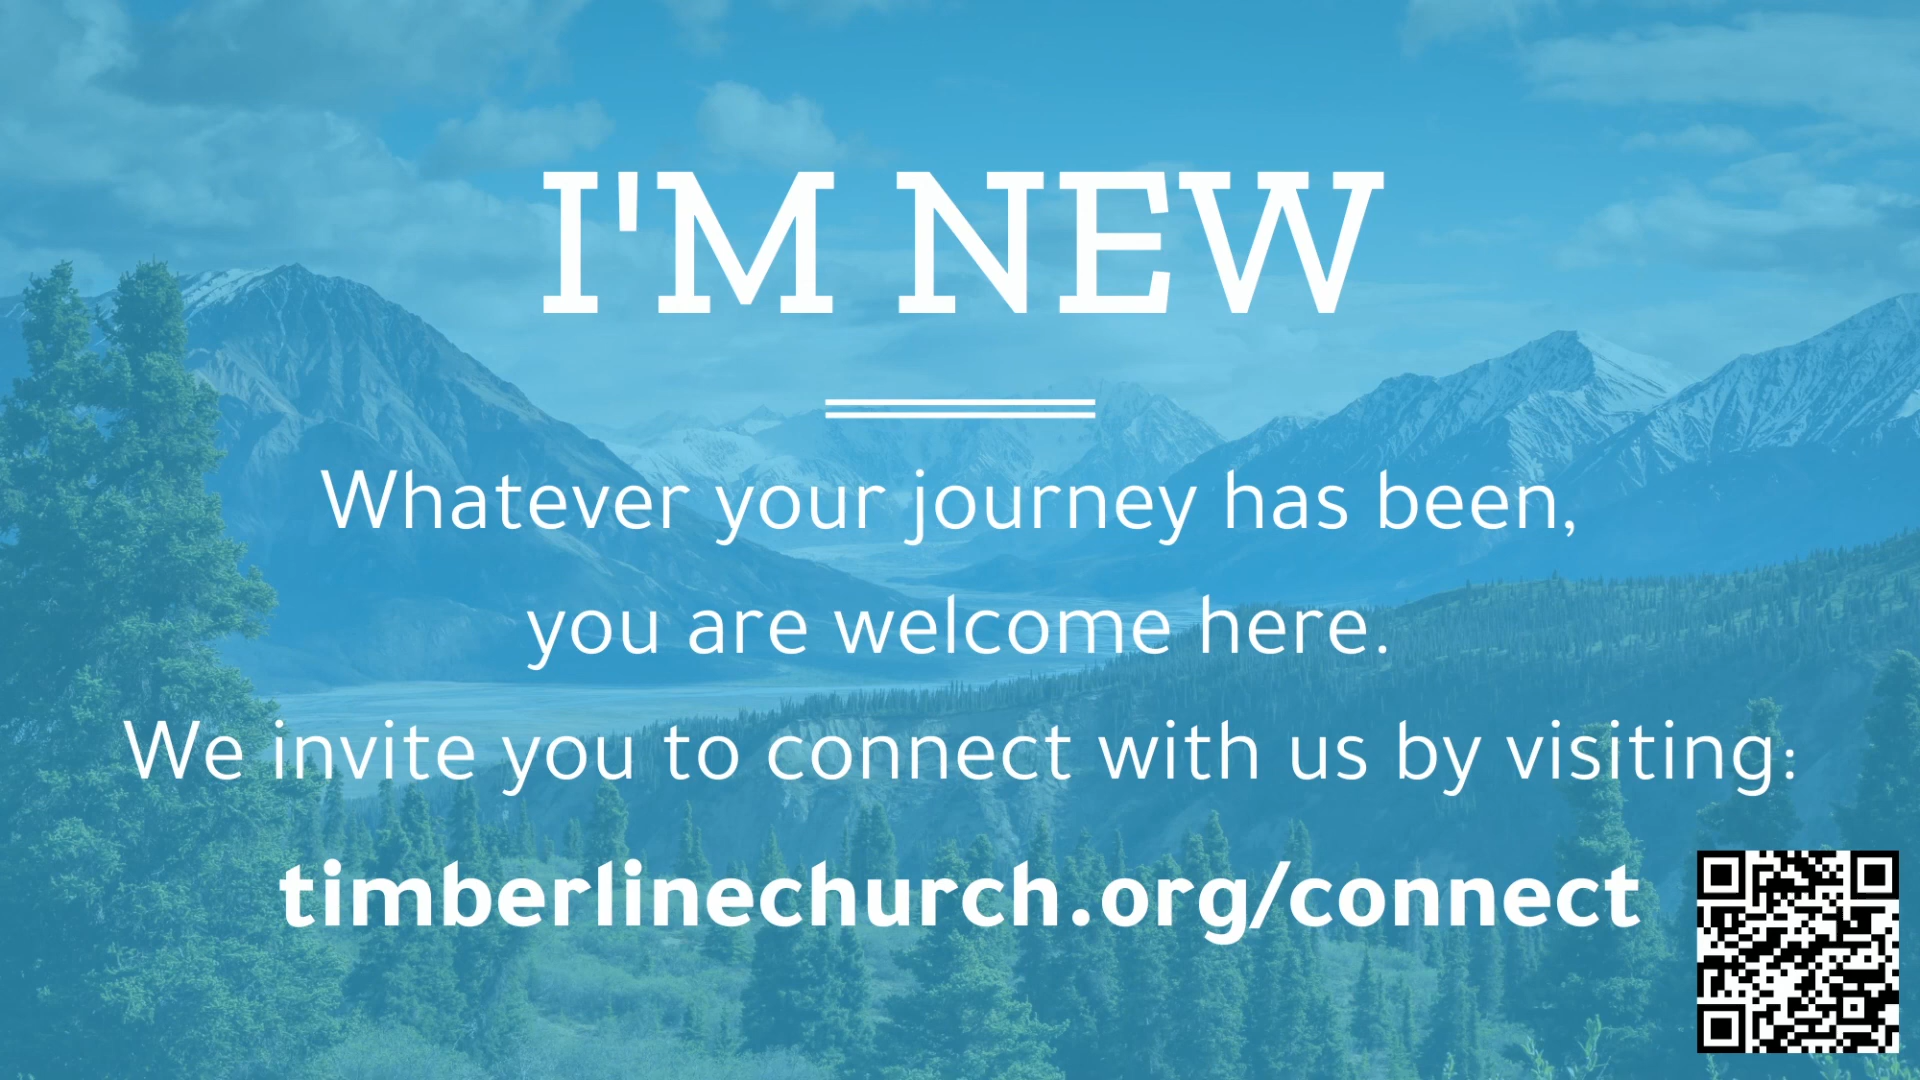 I'M NEW
Whatever your journey has been,
you are welcome here.
We invite you to connect with us by visiting:
timberlinechurch.org/connect